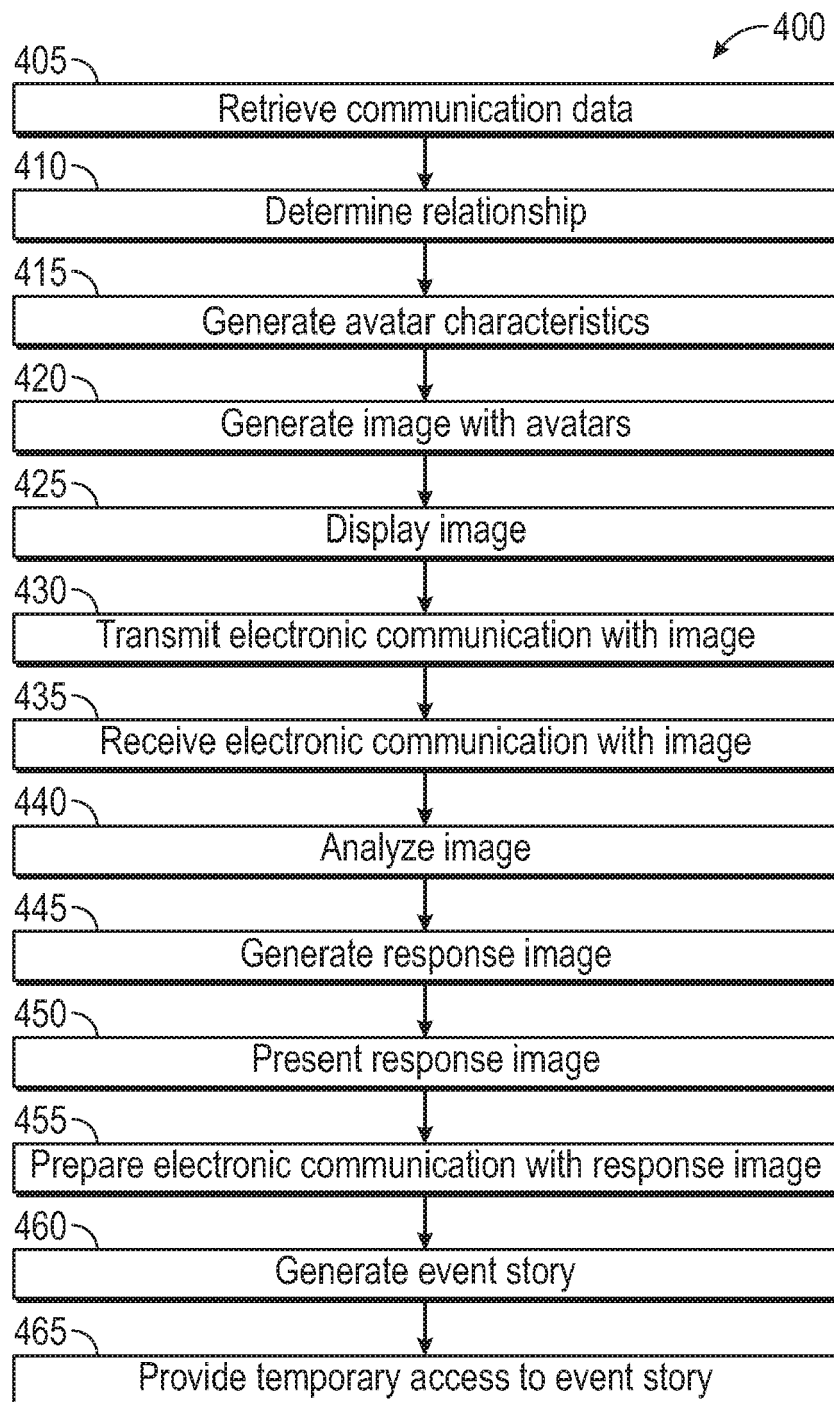 400
405
Retrieve communication data
410
Determine relationship
415
Generate avatar characteristics
420
Generate image with avatars
425
Display image
430
Transmit electronic communication with image
435
Receive electronic communication with image
440
Analyze image
445
Generate response image
450
Present response image
455
Prepare electronic communication with response image
460
Generate event story
465
Provide temporary access to event story